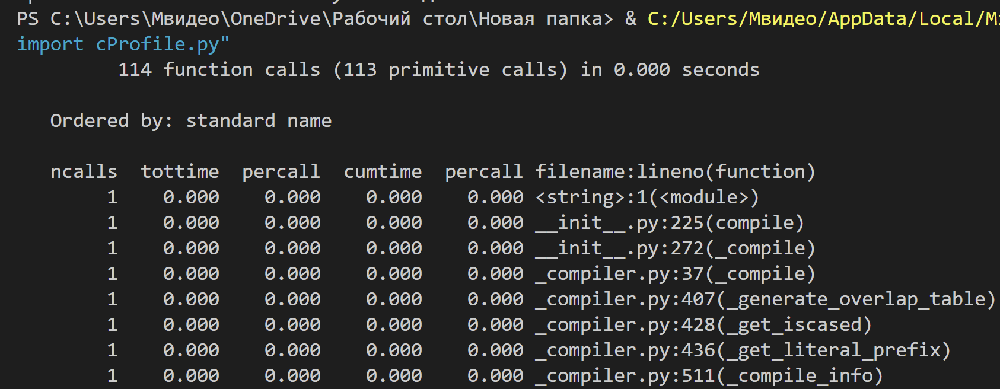 PS C:\Users\Мвидео\OneDrive\Рабочий стол\Новая папка> & C:/Users/Мвидео/AppData/Local/
import cProfile.py"
114 function calls (113 primitive calls) in 0.000 seconds
Ordered by: standard name
ncalls tottime percall cumtime percall filename:lineno(function)
1 0.000 0.000 0.000 0.000 <string>:1(<module>)
1 0.000 0.000 0.000 0.000 __init__.py:225(compile)
1 0.000 0.000 0.000 0.000 __init__.py:272(_compile)
1 0.000 0.000 0.000 0.000 _compiler.py:37(_compile)
1 0.000 0.000 0.000 0.000 _compiler.py:407(_generate_overlap_table)
1 0.000 0.000 0.000 0.000 _compiler.py:428(_get_iscased)
1 0.000 0.000 0.000 0.000 _compiler.py:436(_get_literal_prefix)
1 0.000 0.000 0.000 0.000 _compiler.py:511(_compile_info)